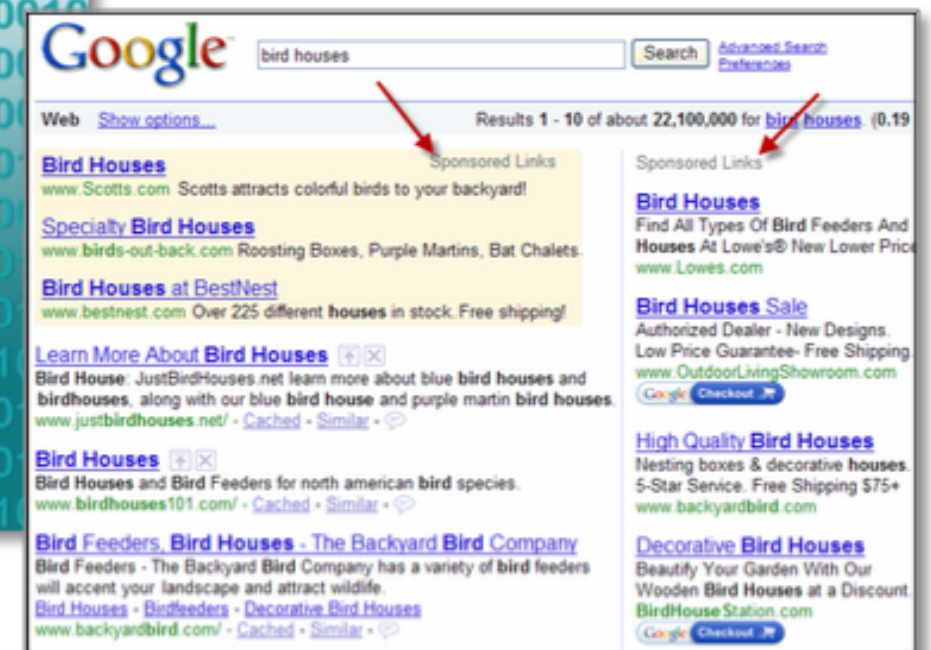 Google
bird houses
Search
Advanced Search
Preferences
Web Show options...
Results 1 - 10 of about 22,100,000 for bird houses. (0.19
Bird Houses
Sponsored Links
www.Scotts.com Scotts attracts colorful birds to your backyard!
Specialty Bird Houses
www.birds-out-back.com Roosting Boxes, Purple Martins, Bat Chalets.
Bird Houses at BestNest
www.bestnest.com Over 225 different houses in stock. Free shipping!
Learn More About Bird Houses
Bird House: JustBirdHouses.net learn more about blue bird houses and
birdhouses, along with our blue bird house and purple martin bird houses.
www.justbirdhouses.net/ - Cached - Similar -
Bird Houses
Bird Houses and Bird Feeders for north american bird species.
www.birdhouses101.com/ - Cached - Similar -
Bird Feeders, Bird Houses - The Backyard Bird Company
Bird Feeders - The Backyard Bird Company has a variety of bird feeders
will accent your landscape and attract wildlife.
Bird Houses - Birdfeeders - Decorative Bird Houses
www.backyardbird.com/ - Cached - Similar -
Sponsored Links
Bird Houses
Find All Types Of Bird Feeders And
Houses At Lowe's® New Lower Price
www.Lowes.com
Bird Houses Sale
Authorized Dealer - New Designs.
Low Price Guarantee- Free Shipping.
www.OutdoorLivingShowroom.com
Google Checkout
High Quality Bird Houses
Nesting boxes & decorative houses.
5-Star Service. Free Shipping $75+
www.backyardbird.com
Decorative Bird Houses
Beautify Your Garden With Our
Wooden Bird Houses at a Discount.
BirdHouseStation.com
Google Checkout